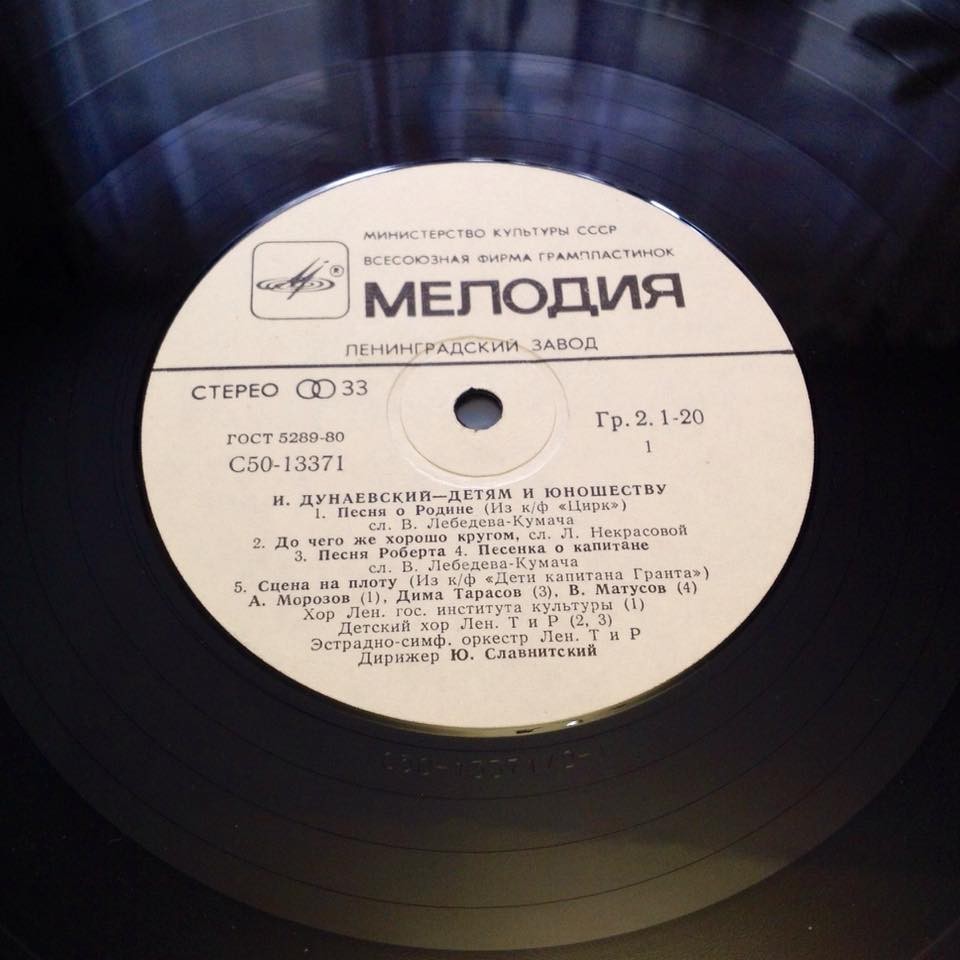 МИНИСТЕРСТВО КУЛЬТУРЫ СССР
ВСЕСОЮЗНАЯ ФИРМА ГРАМПЛАСТИНОК
®
МЕЛОДИЯ
ЛЕНИНГРАДСКИЙ ЗАВОД
СТЕРЕО 33
ГОСТ 5289-80
С50-13371
Гр. 2. 1-20
1
И. ДУНАЕВСКИЙ—ДЕТЯМ И ЮНОШЕСТВУ
1. Песня о Родине (Из к/ф «Цирк»)
сл. В. Лебедева-Кумача
2. До чего же хорошо кругом, сл. Л. Некрасовой
3. Песня Роберта 4. Песенка о капитане
сл. В. Лебедева-Кумача
5. Сцена на плоту (Из к/ф «Дети капитана Гранта»)
А. Морозов (1), Дима Тарасов (3), В. Матусов (4)
Хор Лен. гос. института культуры (1)
Детский хор Лен. Т и Р (2, 3)
Эстрадно-симф. оркестр Лен. Т и Р
Дирижер Ю. Славнитский